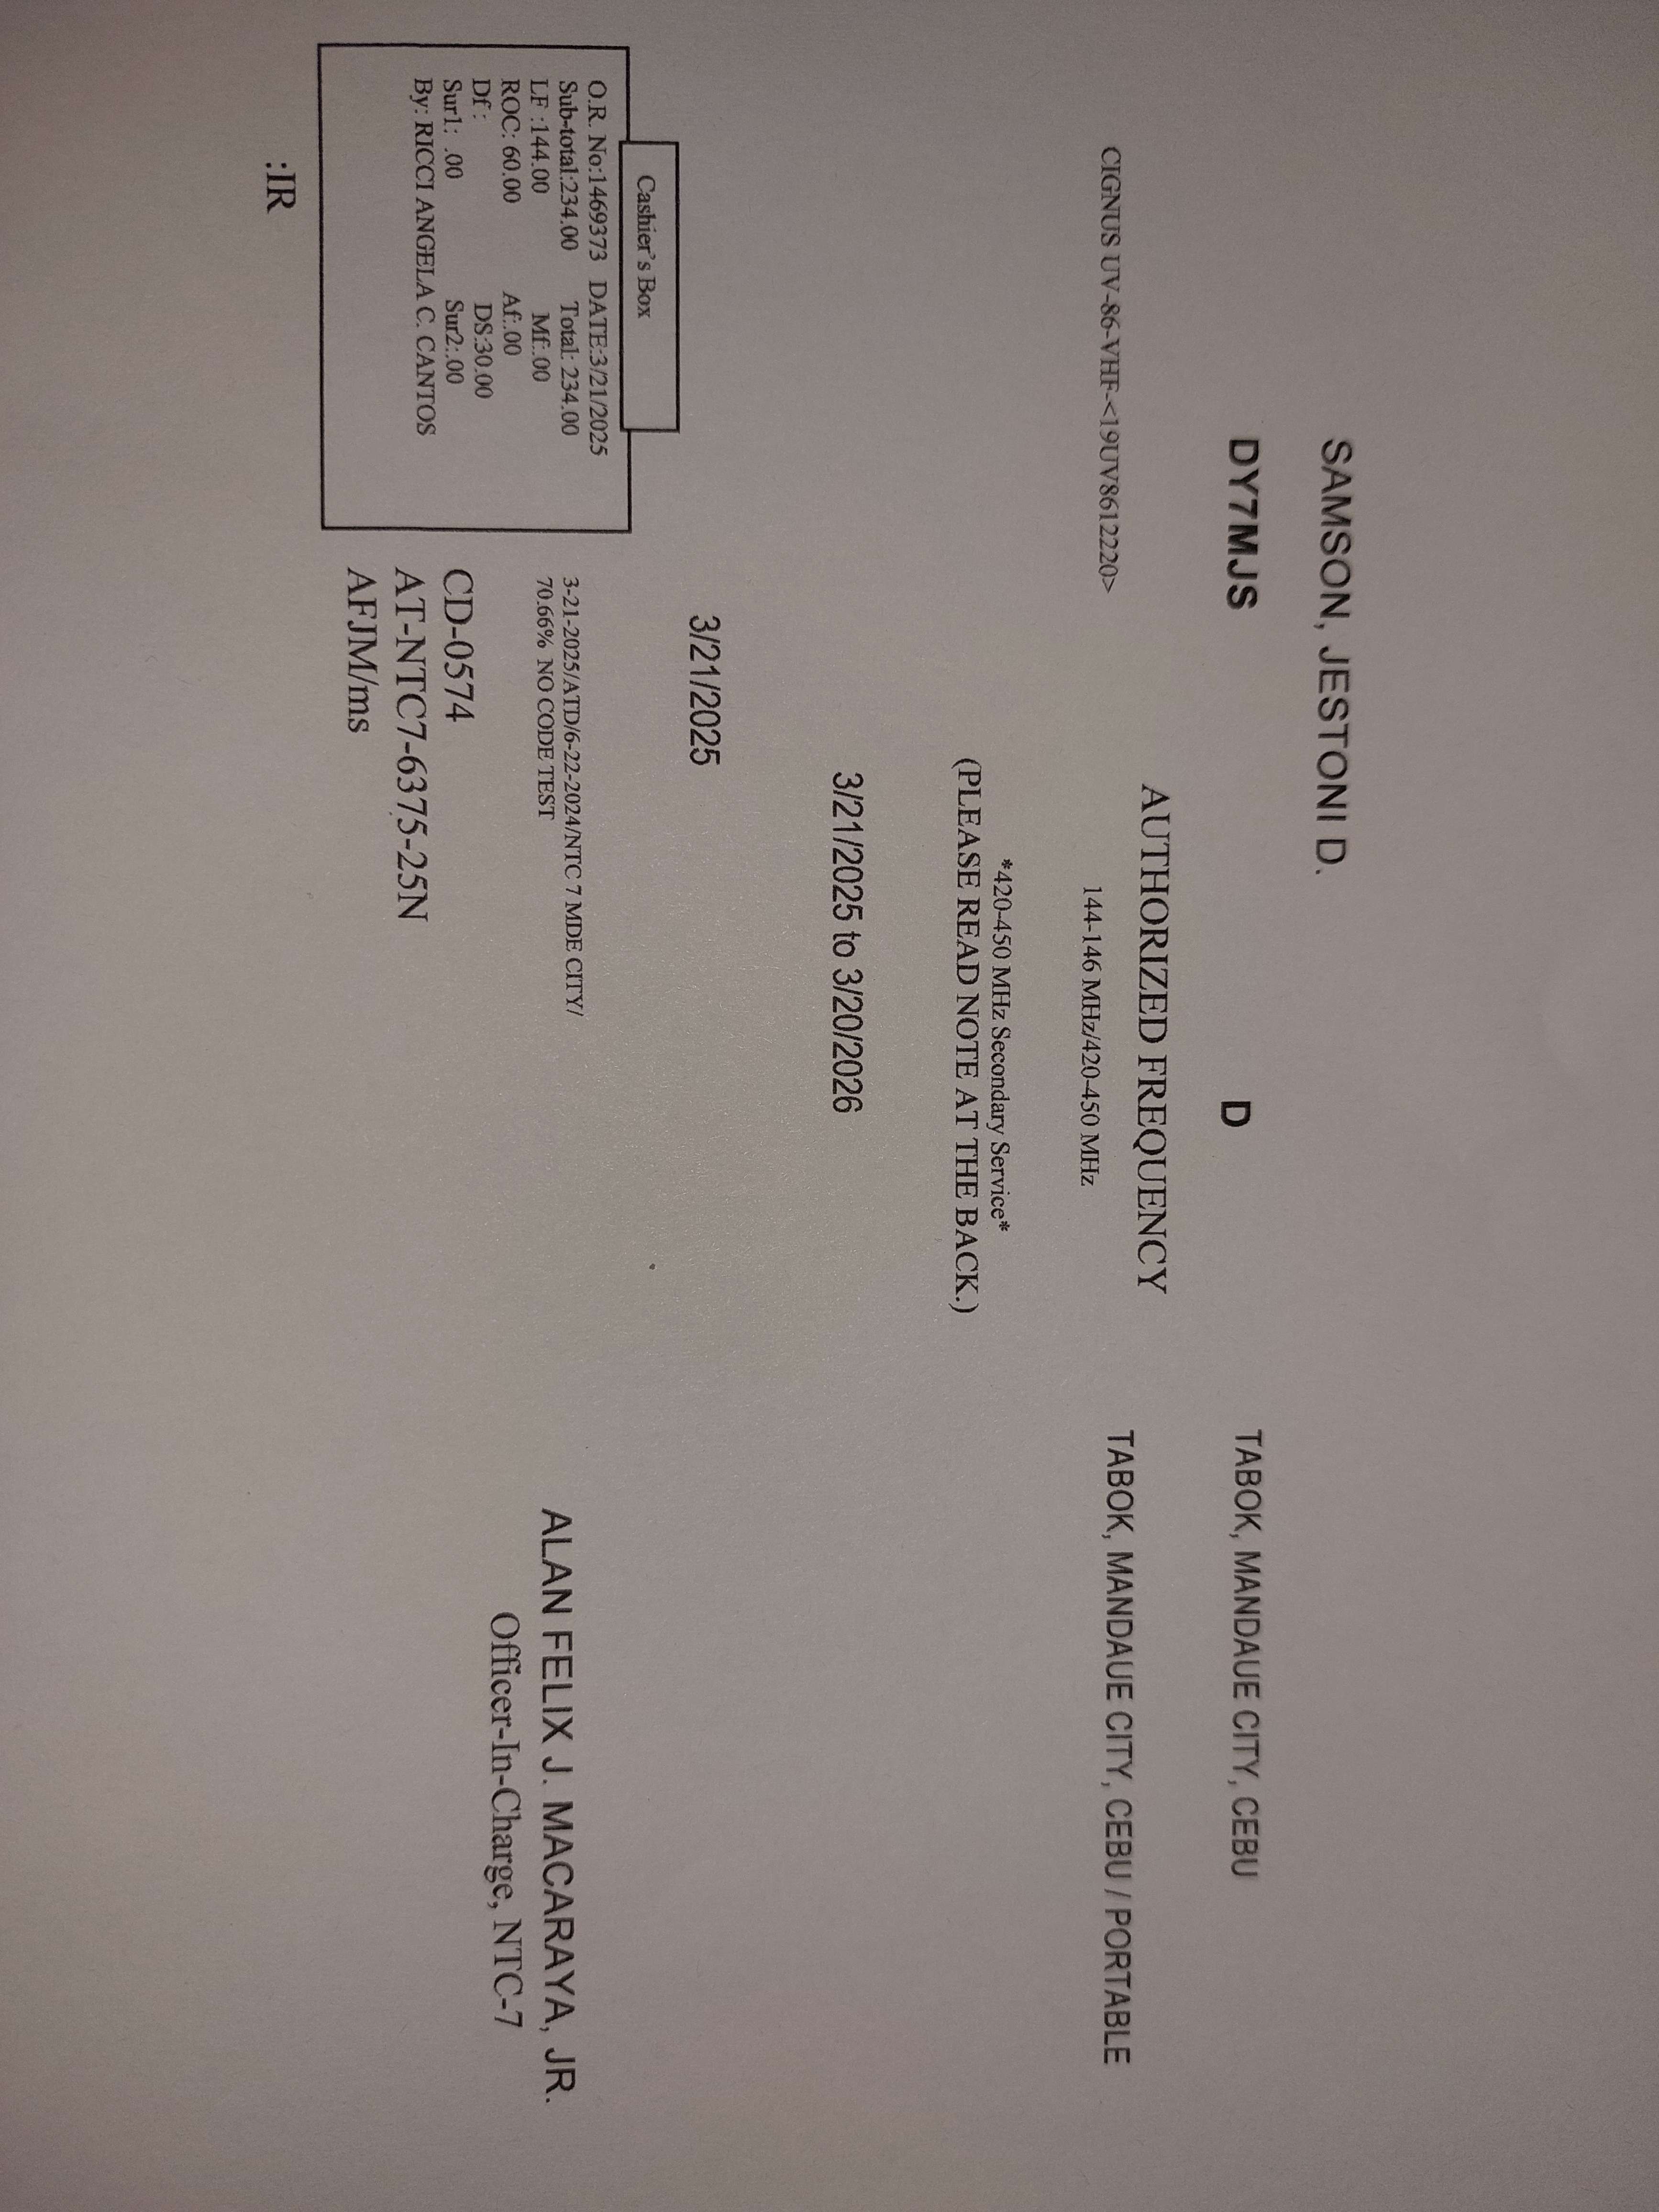 SAMSON, JESTONI D.
DY7MJS
D
TABOK, MANDAUE CITY, CEBU
AUTHORIZED FREQUENCY
CIGNUS UV-86-VHF-<19UV8612220>
144-146 MHz/420-450 MHz
TABOK, MANDAUE CITY, CEBU / PORTABLE
*420-450 MHz Secondary Service*
(PLEASE READ NOTE AT THE BACK.)
3/21/2025 to 3/20/2026
3/21/2025
Cashier's Box
O.R. No:1469373 DATE:3/21/2025
Sub-total:234.00 Total: 234.00
LF :144.00 Mf:.00
ROC: 60.00 Af:.00
Df : DS:30.00
Sur1: .00 Sur2:.00
By: RICCI ANGELA C. CANTOS
3-21-2025/ATD/6-22-2024/NTC 7 MDE CITY/
70.66% NO CODE TEST
CD-0574
AT-NTC7-6375-25N
AFJM/ms
ALAN FELIX J. MACARAYA, JR.
Officer-In-Charge, NTC-7
:IR